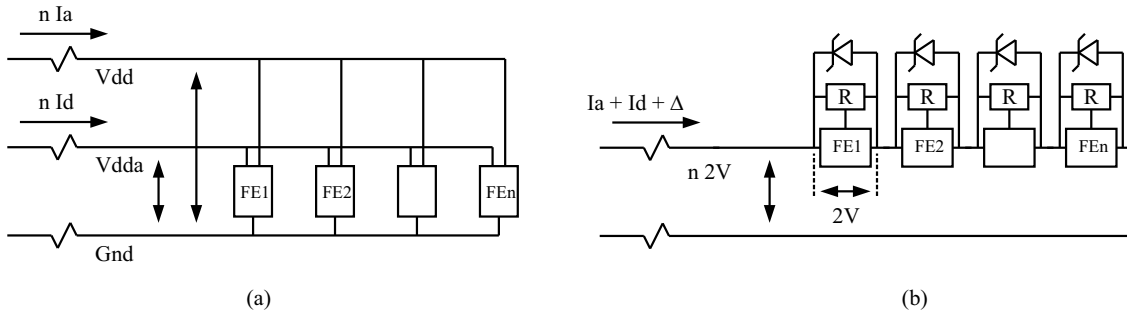 n Ia
Vdd
n Id
Vdda
FE1 FE2 FEn
Gnd
(a)
R R R R
Ia + Id + Δ
FE1 FE2 FEn
n 2V
2V
(b)